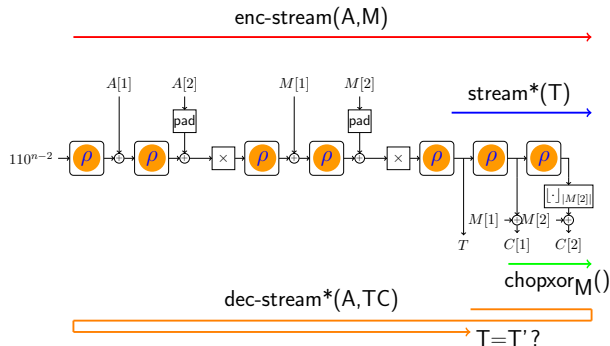 enc-stream(A,M)
A[1] A[2] M[1] M[2]
stream*(T)
pad pad
110ⁿ⁻² ρ ρ × ρ ρ × ρ ρ ρ
⌊·⌋|M[2]|
M[1] M[2]
T C[1] C[2]
chopxor_M()
dec-stream*(A,TC)
T=T'?